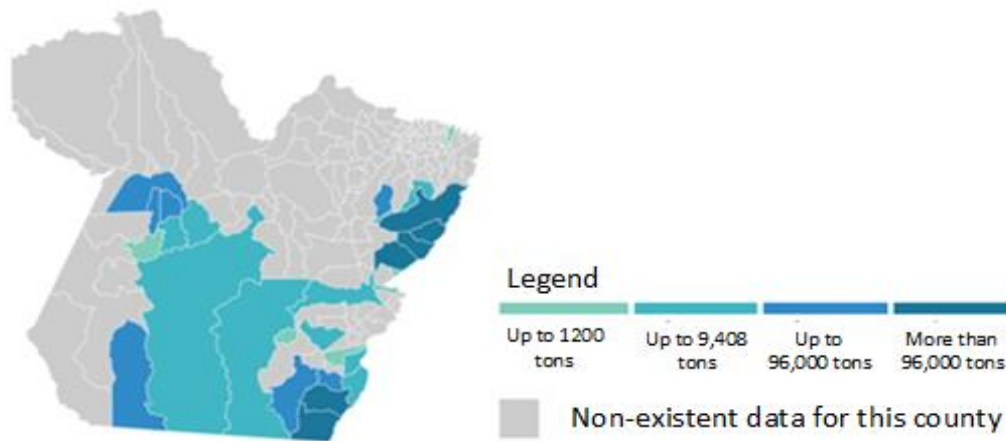 Legend
Up to 1200
tons
Up to 9,408
tons
Up to
96,000 tons
More than
96,000 tons
Non-existent data for this county